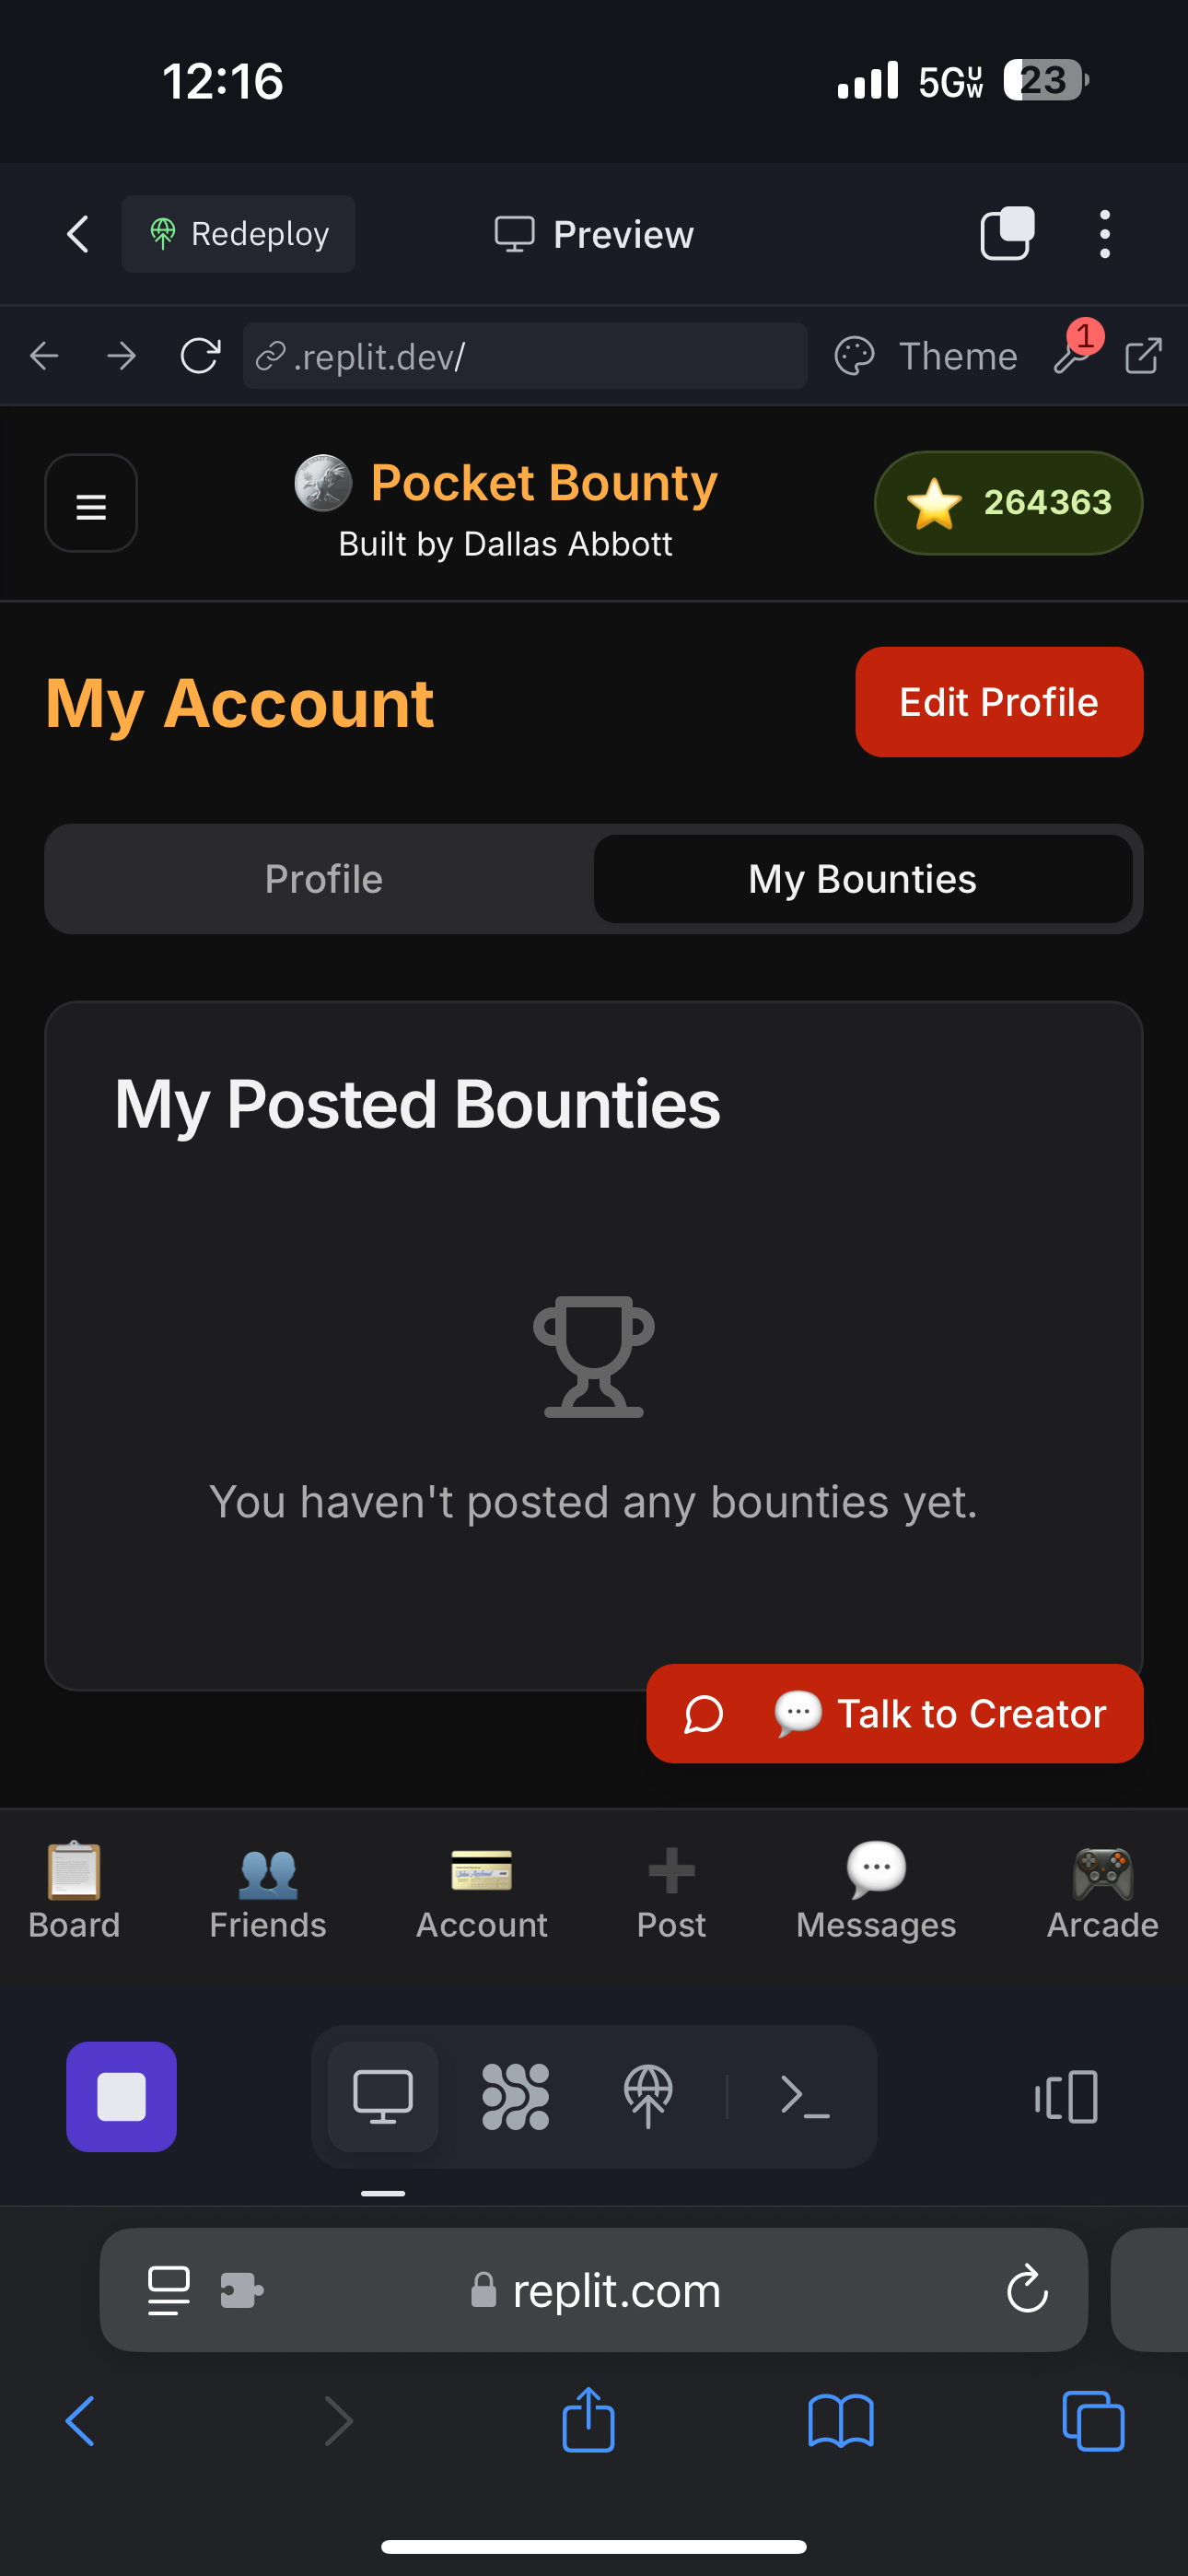 12:16
5GUW
23
Redeploy
Preview
.replit.dev/
Theme
1
Pocket Bounty
Built by Dallas Abbott
264363
My Account
Edit Profile
Profile
My Bounties
My Posted Bounties
You haven't posted any bounties yet.
Talk to Creator
Board
Friends
Account
Post
Messages
Arcade
replit.com